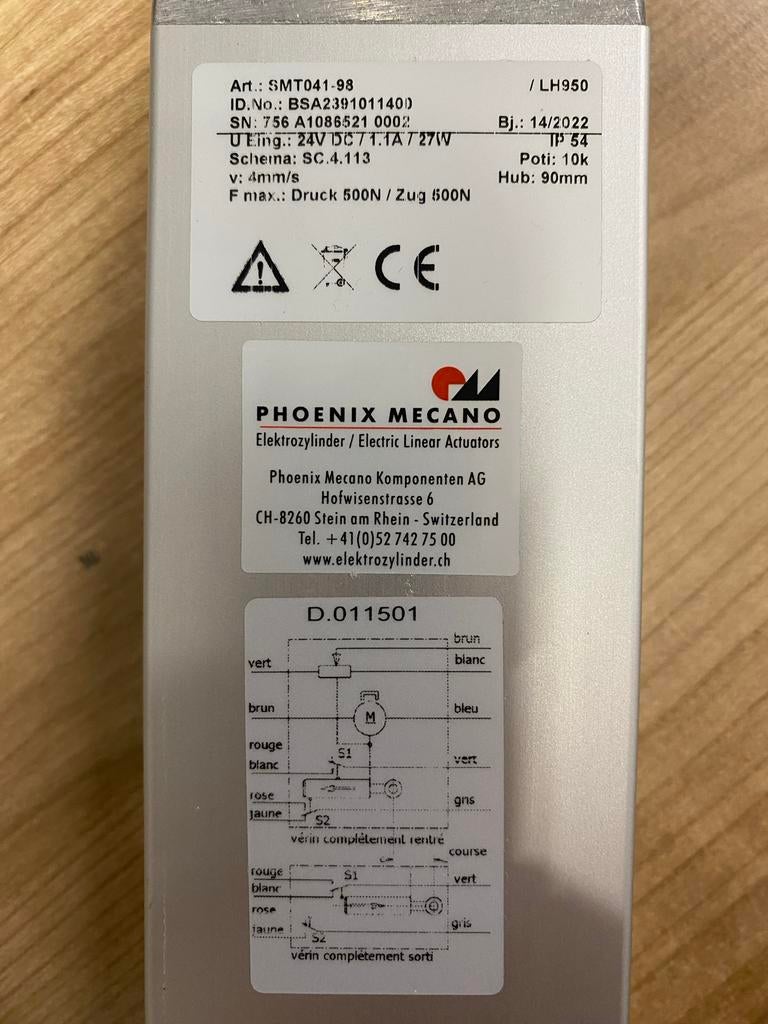 Art.: SMT041-98 / LH950
ID.No.: BSA2391011400
SN: 756 A1086521 0002 Bj.: 14/2022
U Eing.: 24V DC / 1.1A / 27W IP 54
Schema: SC.4.113 Poti: 10k
v: 4mm/s Hub: 90mm
F max.: Druck 500N / Zug 500N
CE
PHOENIX MECANO
Elektrozylinder / Electric Linear Actuators
Phoenix Mecano Komponenten AG
Hofwisenstrasse 6
CH-8260 Stein am Rhein - Switzerland
Tel. +41(0)52 742 75 00
www.elektrozylinder.ch
D.011501
brun
vert blanc
brun M bleu
rouge S1
blanc vert
rose gris
jaune S2
vérin complètement rentré
course
rouge S1 vert
blanc
rose
jaune S2 gris
vérin complètement sorti